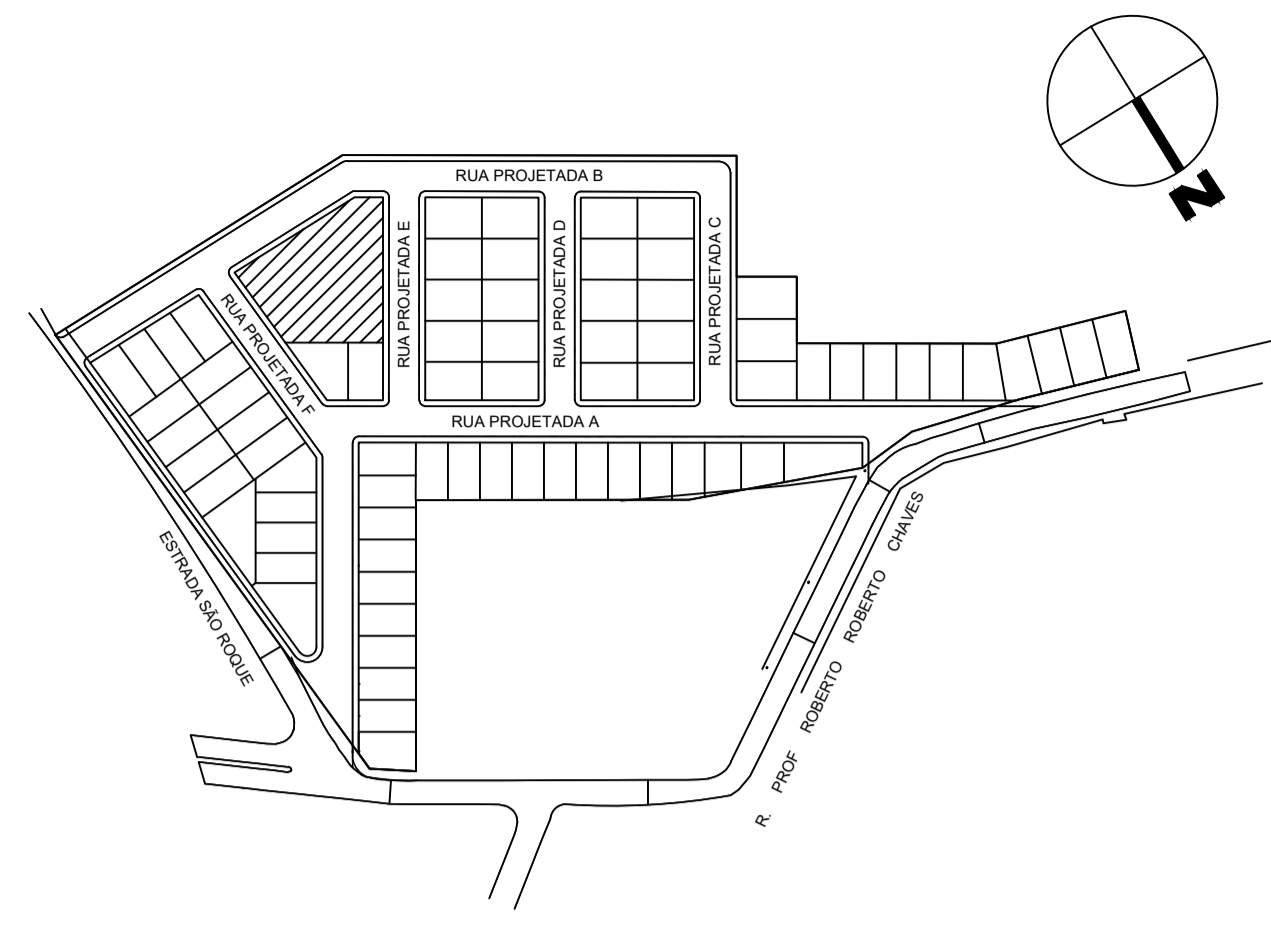 N
RUA PROJETADA B
RUA PROJETADA E
RUA PROJETADA D
RUA PROJETADA C
RUA PROJETADA F
RUA PROJETADA A
ESTRADA SÃO ROQUE
R. PROF ROBERTO ROBERTO CHAVES